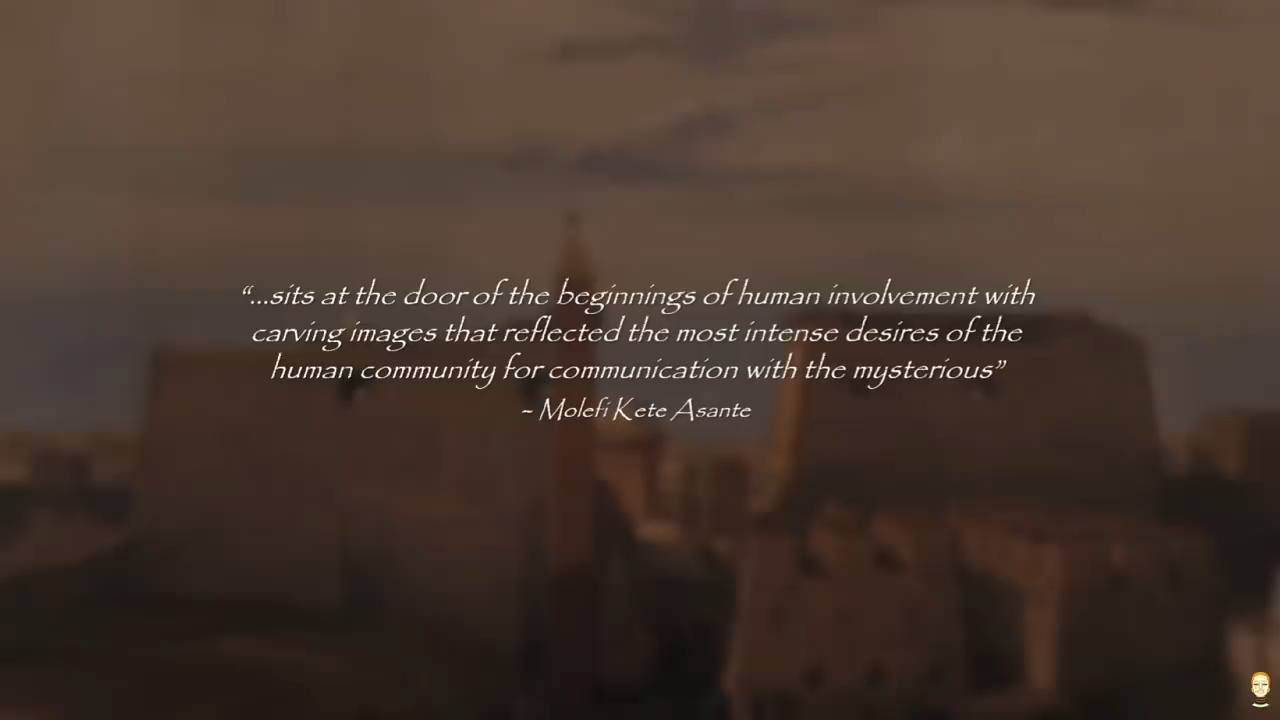 “...sits at the door of the beginnings of human involvement with
carving images that reflected the most intense desires of the
human community for communication with the mysterious”
~ Molefi Kete Asante